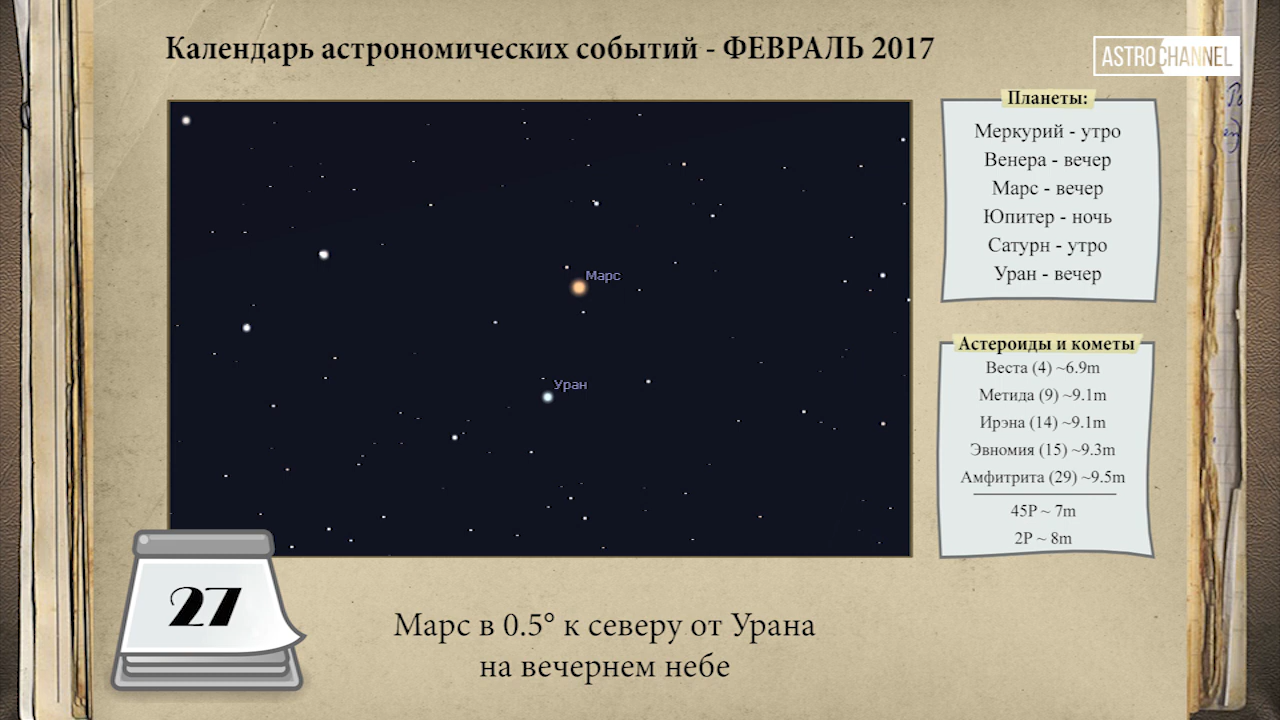 Календарь астрономических событий - ФЕВРАЛЬ 2017
ASTROCHANNEL
Планеты:
Меркурий - утро
Венера - вечер
Марс - вечер
Юпитер - ночь
Сатурн - утро
Уран - вечер
Марс
Уран
Астероиды и кометы
Веста (4) ~6.9m
Метида (9) ~9.1m
Ирэна (14) ~9.1m
Эвномия (15) ~9.3m
Амфитрита (29) ~9.5m
45P ~ 7m
2P ~ 8m
27
Марс в 0.5° к северу от Урана
на вечернем небе